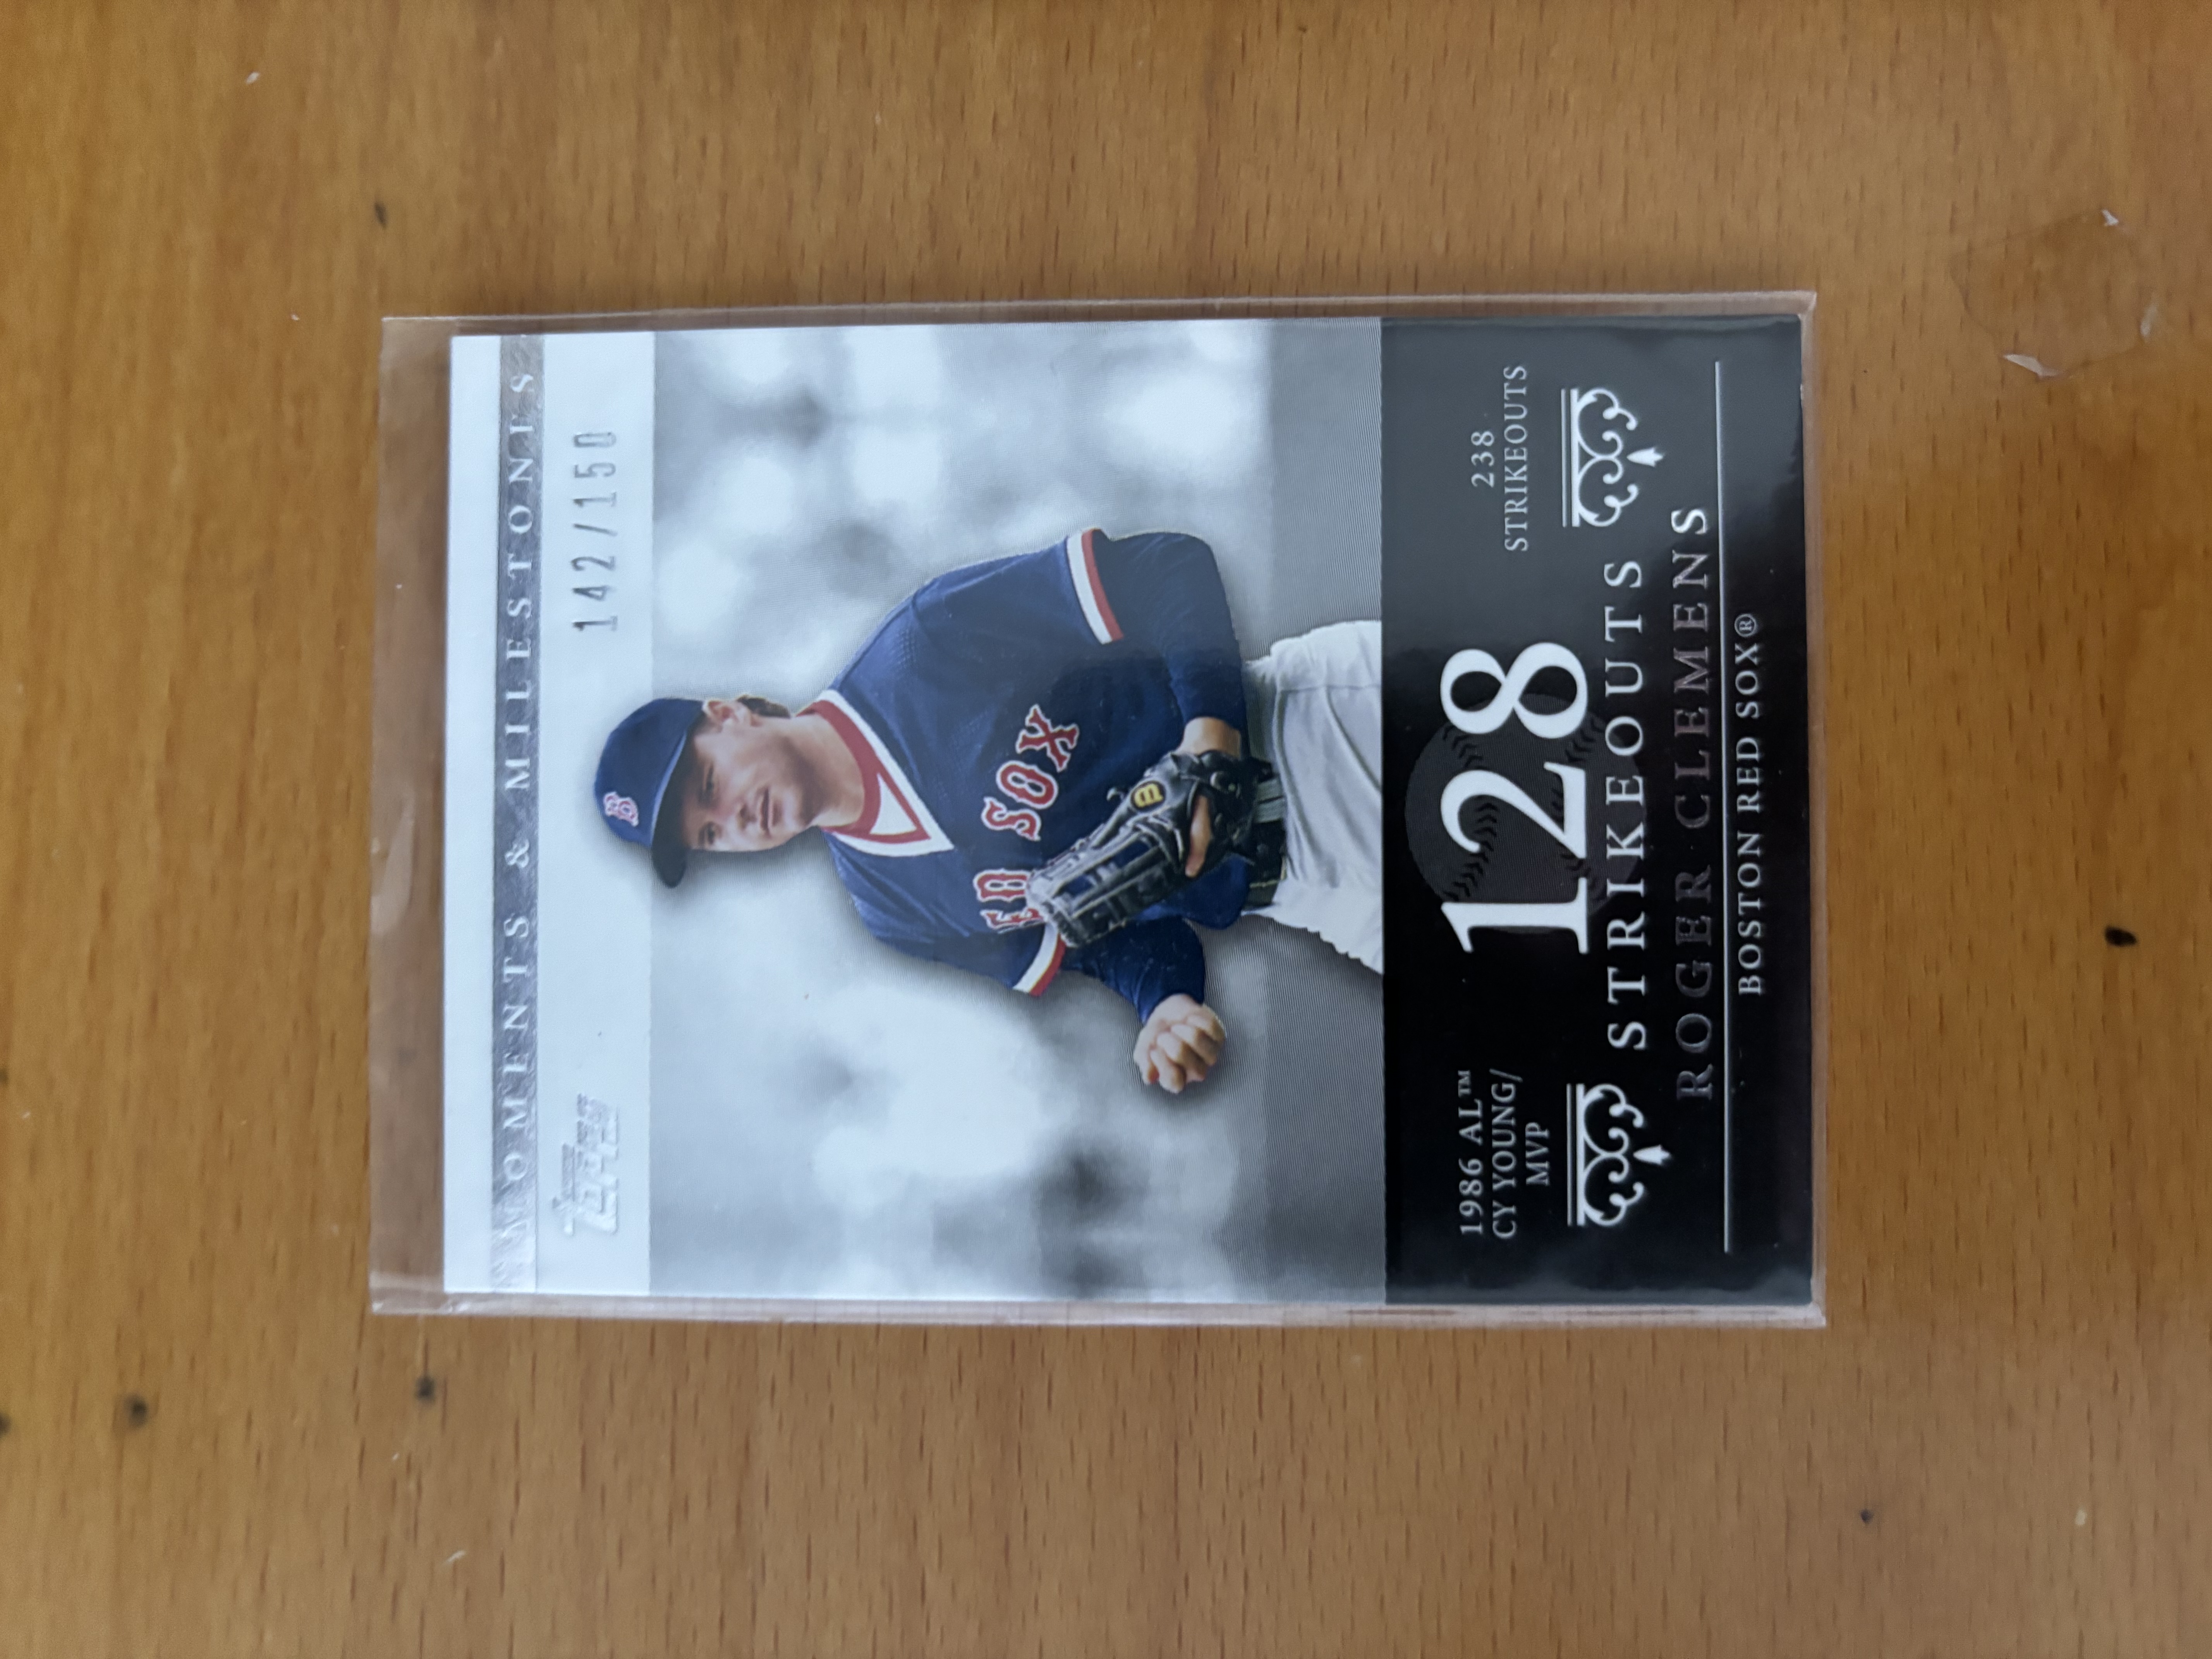 MOMENTS & MILESTONES
Topps
142/150
B
RED SOX
1986 AL™
CY YOUNG/
MVP
128
STRIKEOUTS
238
STRIKEOUTS
ROGER CLEMENS
BOSTON RED SOX®